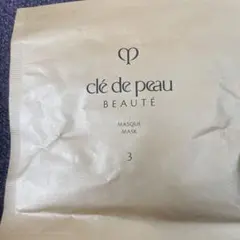 clé de peau
BEAUTÉ
MASQUE
MASK
3